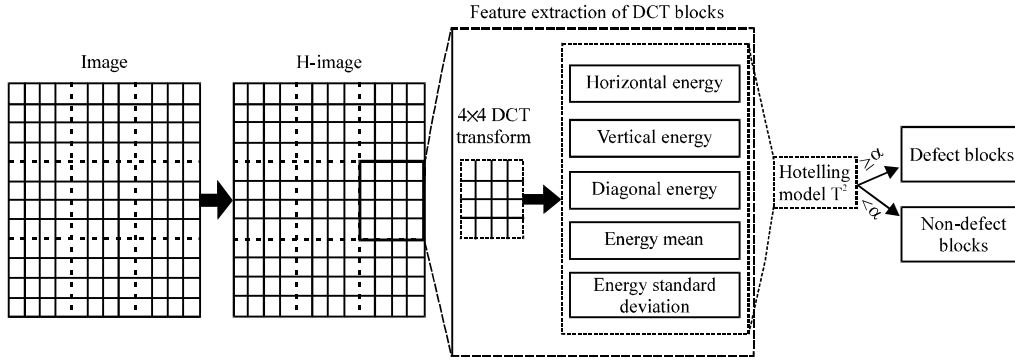 Feature extraction of DCT blocks
Image
H-image
4×4 DCT
transform
Horizontal energy
Vertical energy
Diagonal energy
Energy mean
Energy standard
deviation
Hotelling
model T²
≥α
<α
Defect blocks
Non-defect
blocks